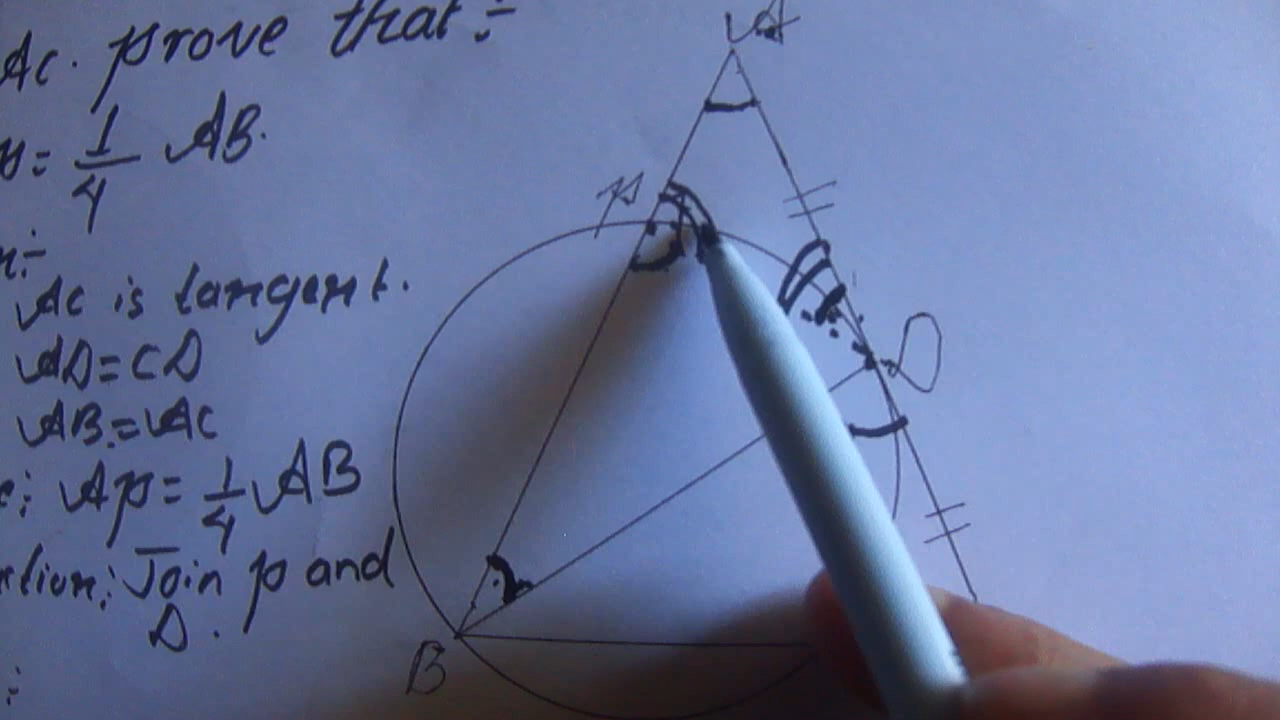 AC. prove that :-
p = 1/4 AB.
n:-
AC is tangent.
AD = CD
AB = AC
e: Ap = 1/4 AB
ction: Join p and
D.
:
A
p
D
B